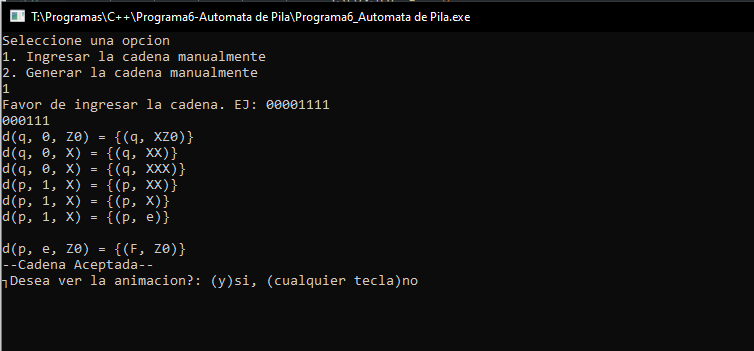 T:\Programas\C++\Programa6-Automata de Pila\Programa6_Automata de Pila.exe
Seleccione una opcion
1. Ingresar la cadena manualmente
2. Generar la cadena manualmente
1
Favor de ingresar la cadena. EJ: 00001111
000111
d(q, 0, Z0) = {(q, XZ0)}
d(q, 0, X) = {(q, XX)}
d(q, 0, X) = {(q, XXX)}
d(p, 1, X) = {(p, XX)}
d(p, 1, X) = {(p, X)}
d(p, 1, X) = {(p, e)}
d(p, e, Z0) = {(F, Z0)}
--Cadena Aceptada--
┐Desea ver la animacion?: (y)si, (cualquier tecla)no